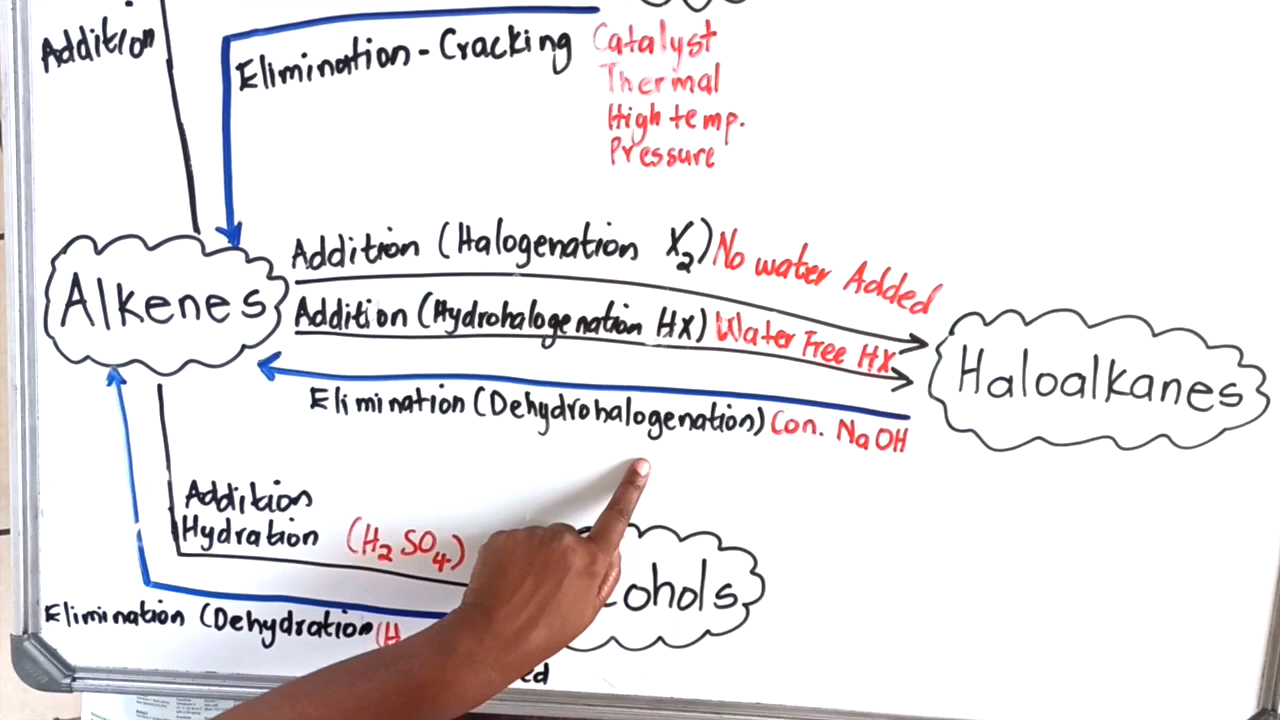 Addition
Elimination - Cracking Catalyst
Thermal
High temp.
Pressure
Addition (Halogenation X₂) No water Added
Alkenes
Addition (Hydrohalogenation HX) Water Free HX
Haloalkanes
Elimination (Dehydrohalogenation) Con. NaOH
Addition
Hydration (H₂SO₄)
cohols
Elimination (Dehydration (H
ed